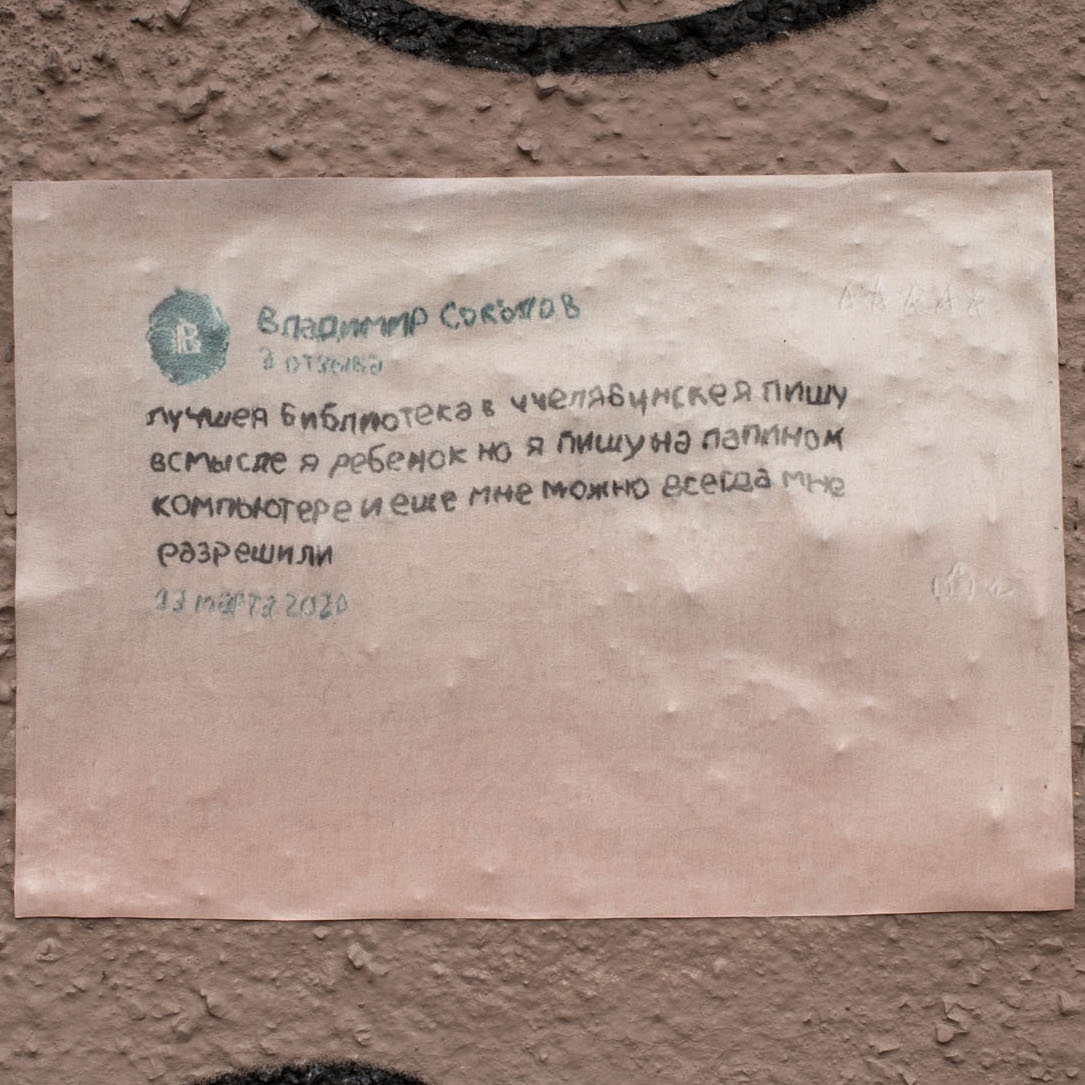 В
Владимир Соколов
3 отзыва
лучшея библиотека в ччелябинске я пишу
всмысле я ребенок но я пишу на папином
компьютере и еще мне можно всегда мне
разрешили
13 марта 2020